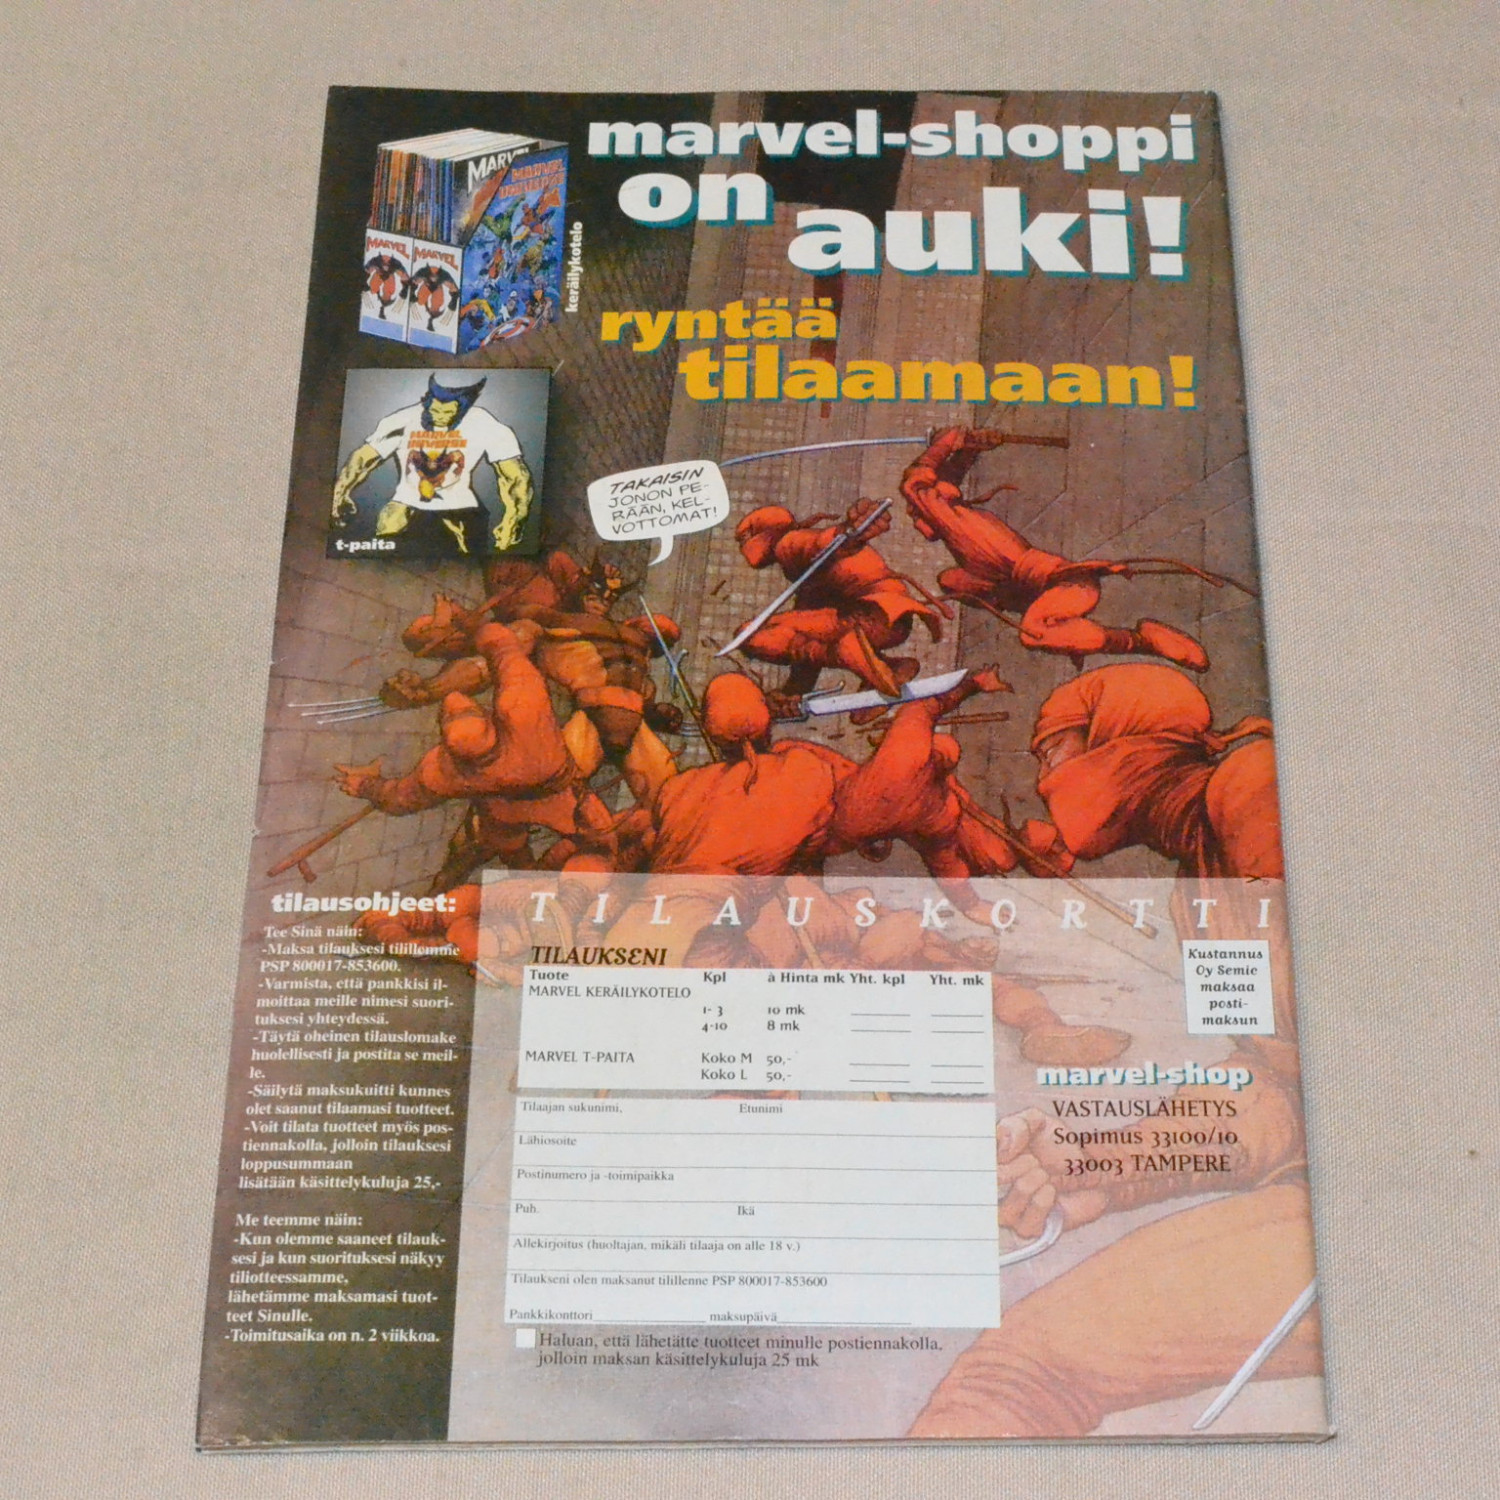 marvel-shoppi
on
auki!
ryntää
tilaamaan!
MARVEL
MARVEL
MARVEL
keräilykotelo
MARVEL
UNIVERSE
t-paita
TAKAISIN
JONON PE-
RÄÄN, KEL-
VOTTOMAT!
tilausohjeet:
Tee Sinä näin:
-Maksa tilauksesi tilillemme
PSP 800017-853600.
-Varmista, että pankkisi il-
moittaa meille nimesi suori-
tuksesi yhteydessä.
-Täytä oheinen tilauslomake
huolellisesti ja postita se meil-
le.
-Säilytä maksukuitti kunnes
olet saanut tilaamasi tuotteet.
-Voit tilata tuotteet myös pos-
tiennakolla, jolloin tilauksesi
loppusummaan
lisätään käsittelykuluja 25,-
Me teemme näin:
-Kun olemme saaneet tilauk-
sesi ja kun suorituksesi näkyy
tiliotteessamme,
lähetämme maksamasi tuot-
teet Sinulle.
-Toimitusaika on n. 2 viikkoa.
TILAUSKORTTI
TILAUKSENI
Tuote Kpl à Hinta mk Yht. kpl Yht. mk
MARVEL KERÄILYKOTELO
1- 3 10 mk
4-10 8 mk
MARVEL T-PAITA Koko M 50,-
Koko L 50,-
Tilaajan sukunimi, Etunimi
Lähiosoite
Postinumero ja -toimipaikka
Puh. Ikä
Allekirjoitus (huoltajan, mikäli tilaaja on alle 18 v.)
Tilaukseni olen maksanut tilillenne PSP 800017-853600
Pankkikonttori maksupäivä
Haluan, että lähetätte tuotteet minulle postiennakolla,
jolloin maksan käsittelykuluja 25 mk
Kustannus
Oy Semic
maksaa
posti-
maksun
marvel-shop
VASTAUSLÄHETYS
Sopimus 33100/10
33003 TAMPERE